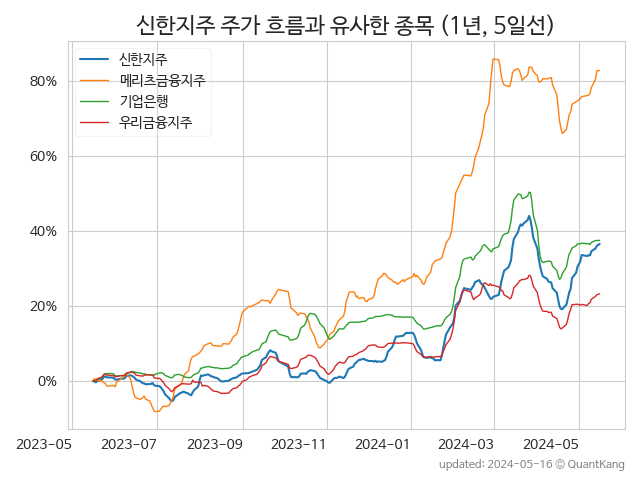 신한지주 주가 흐름과 유사한 종목 (1년, 5일선)
신한지주
메리츠금융지주
기업은행
우리금융지주
80%
60%
40%
20%
0%
2023-05 2023-07 2023-09 2023-11 2024-01 2024-03 2024-05
updated: 2024-05-16 © QuantKang